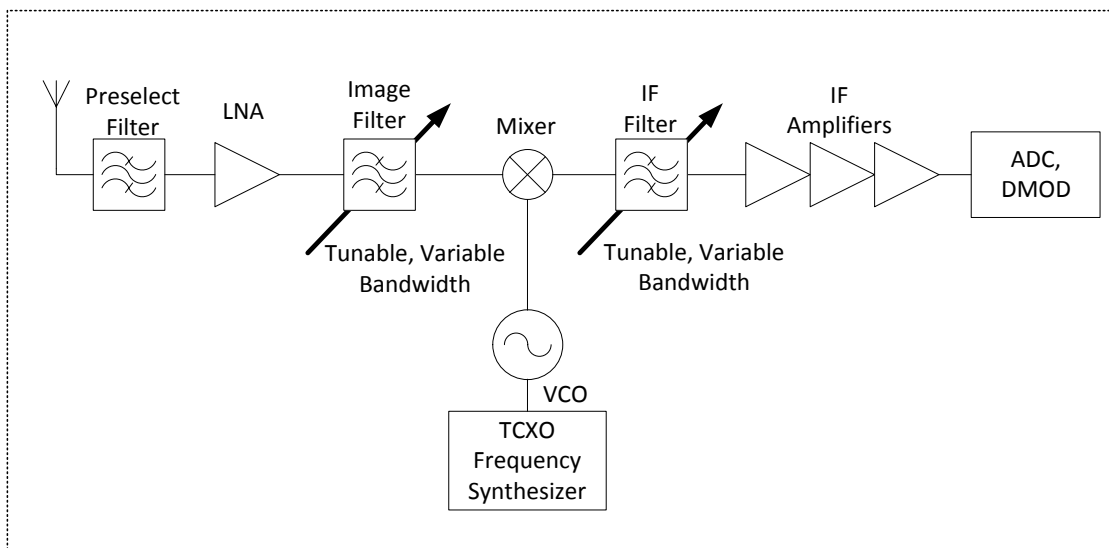 Preselect
Filter
LNA
Image
Filter
Mixer
IF
Filter
IF
Amplifiers
ADC,
DMOD
Tunable, Variable
Bandwidth
Tunable, Variable
Bandwidth
VCO
TCXO
Frequency
Synthesizer